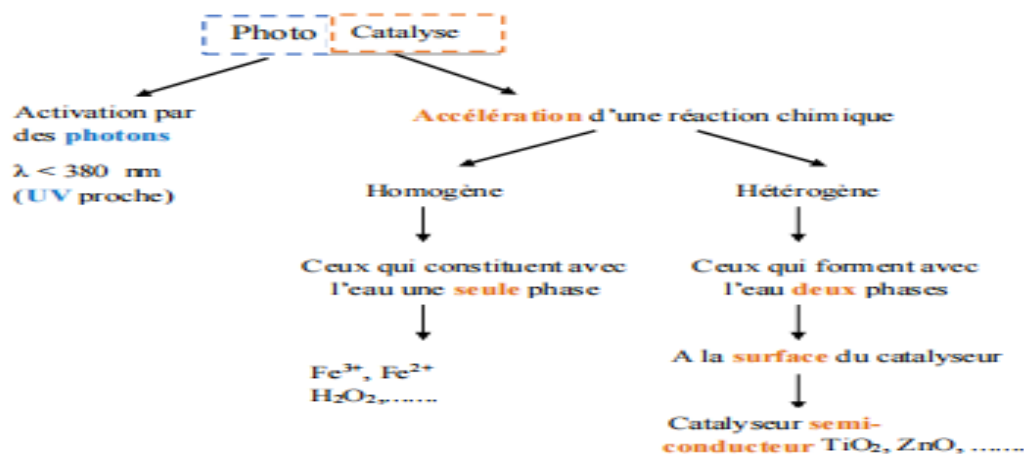 Photo Catalyse
Activation par
des photons
λ < 380 nm
(UV proche)
Accélération d'une réaction chimique
Homogène
Hétérogène
Ceux qui constituent avec
l'eau une seule phase
Ceux qui forment avec
l'eau deux phases
Fe³⁺, Fe²⁺
H₂O₂,.......
A la surface du catalyseur
Catalyseur semi-
conducteur TiO₂, ZnO, .......